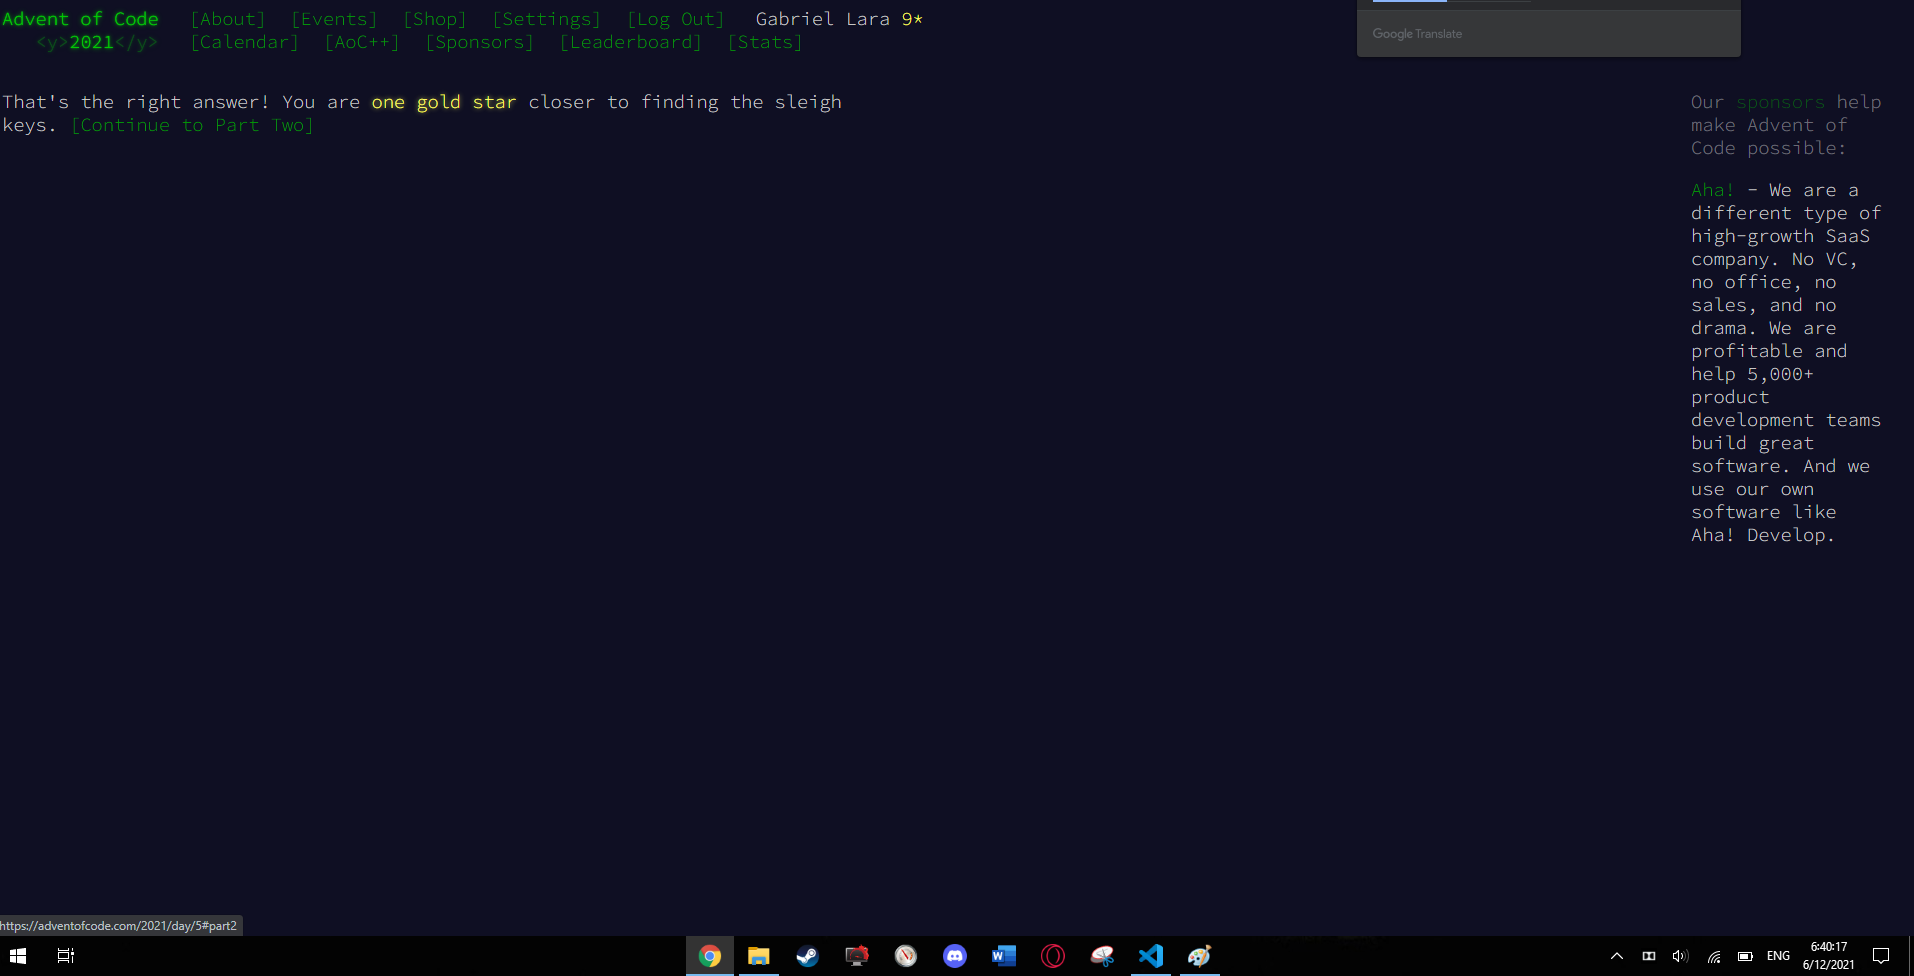 Advent of Code [About] [Events] [Shop] [Settings] [Log Out] Gabriel Lara 9*
<y>2021</y> [Calendar] [AoC++] [Sponsors] [Leaderboard] [Stats]
Google Translate
That's the right answer! You are one gold star closer to finding the sleigh
keys. [Continue to Part Two]
Our sponsors help
make Advent of
Code possible:
Aha! - We are a
different type of
high-growth SaaS
company. No VC,
no office, no
sales, and no
drama. We are
profitable and
help 5,000+
product
development teams
build great
software. And we
use our own
software like
Aha! Develop.
https://adventofcode.com/2021/day/5#part2
ENG
6:40:17
6/12/2021